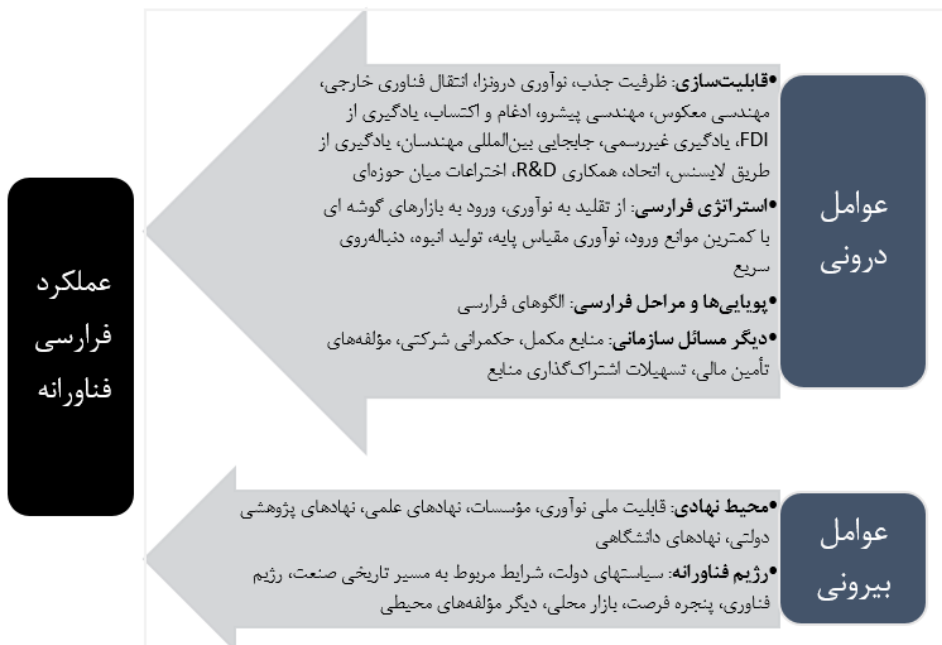 عوامل
درونی
•قابلیت‌سازی: ظرفیت جذب، نوآوری درونزا، انتقال فناوری خارجی،
مهندسی معکوس، مهندسی پیشرو، ادغام و اکتساب، یادگیری از
FDI، یادگیری غیررسمی، جابجایی بین‌المللی مهندسان، یادگیری از
طریق لایسنس، اتحاد، همکاری R&D، اختراعات میان حوزه‌ای
•استراتژی فرارسی: از تقلید به نوآوری، ورود به بازارهای گوشه ای
با کمترین موانع ورود، نوآوری مقیاس پایه، تولید انبوه، دنباله‌روی
سریع
•پویایی‌ها و مراحل فرارسی: الگوهای فرارسی
•دیگر مسائل سازمانی: منابع مکمل، حکمرانی شرکتی، مؤلفه‌های
تأمین مالی، تسهیلات اشتراک‌گذاری منابع
عوامل
بیرونی
•محیط نهادی: قابلیت ملی نوآوری، مؤسسات، نهادهای علمی، نهادهای پژوهشی
دولتی، نهادهای دانشگاهی
•رژیم فناورانه: سیاستهای دولت، شرایط مربوط به مسیر تاریخی صنعت، رژیم
فناوری، پنجره فرصت، بازار محلی، دیگر مؤلفه‌های محیطی
عملکرد
فرارسی
فناورانه